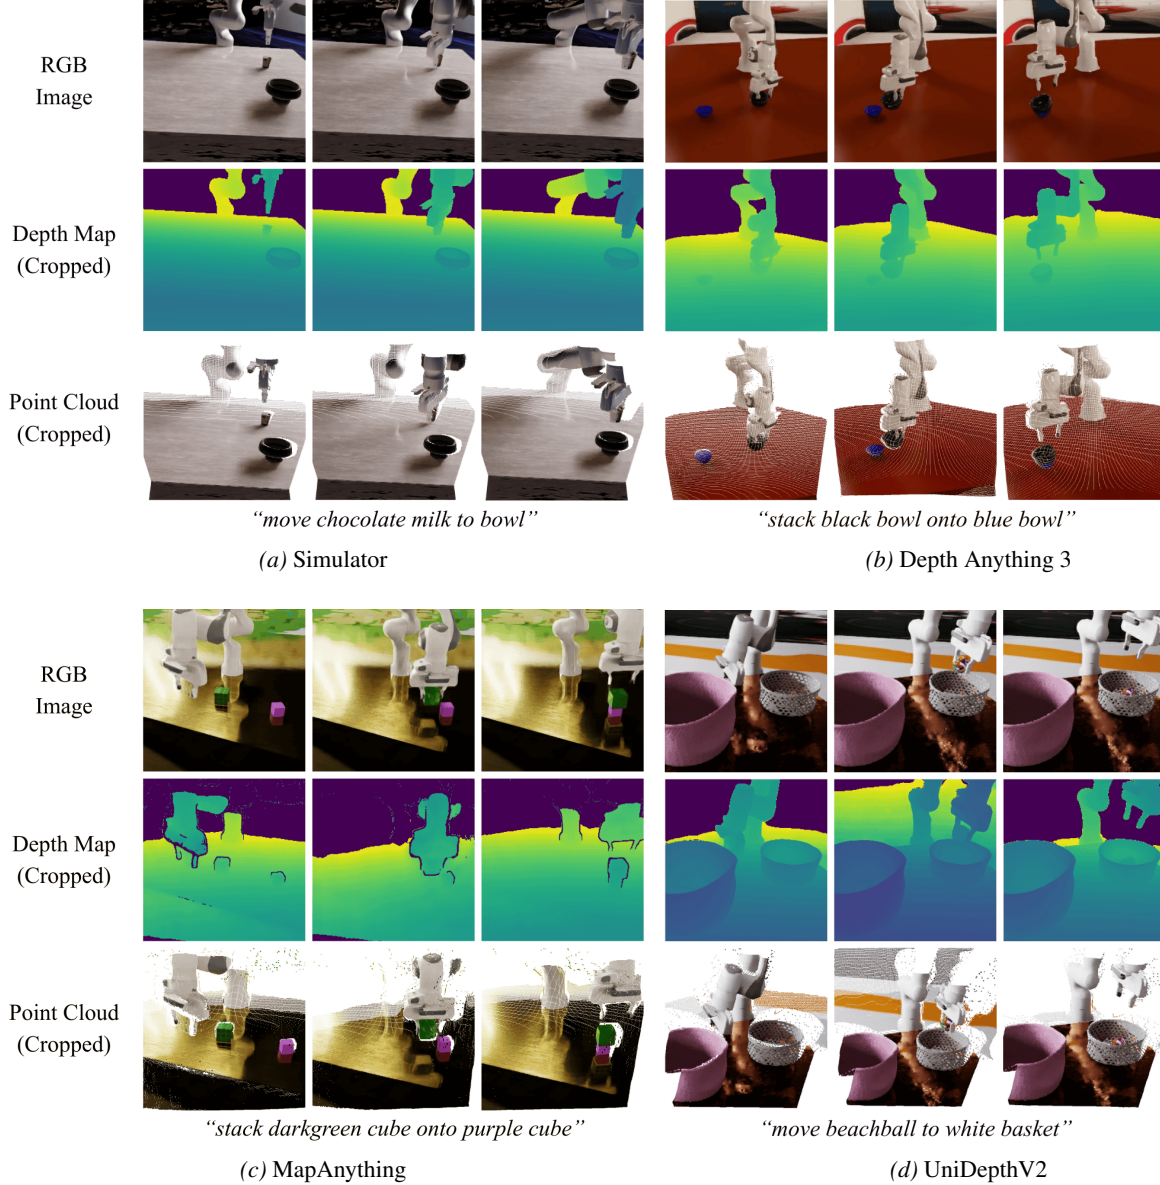 RGB
Image
Depth Map
(Cropped)
Point Cloud
(Cropped)
“move chocolate milk to bowl”
“stack black bowl onto blue bowl”
(a) Simulator
(b) Depth Anything 3
RGB
Image
Depth Map
(Cropped)
Point Cloud
(Cropped)
“stack darkgreen cube onto purple cube”
“move beachball to white basket”
(c) MapAnything
(d) UniDepthV2